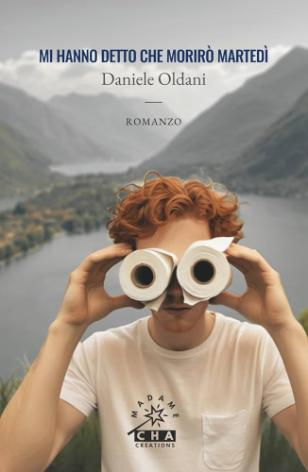 MI HANNO DETTO CHE MORIRÒ MARTEDÌ
Daniele Oldani
ROMANZO
MADAME
CHA
CREATIONS